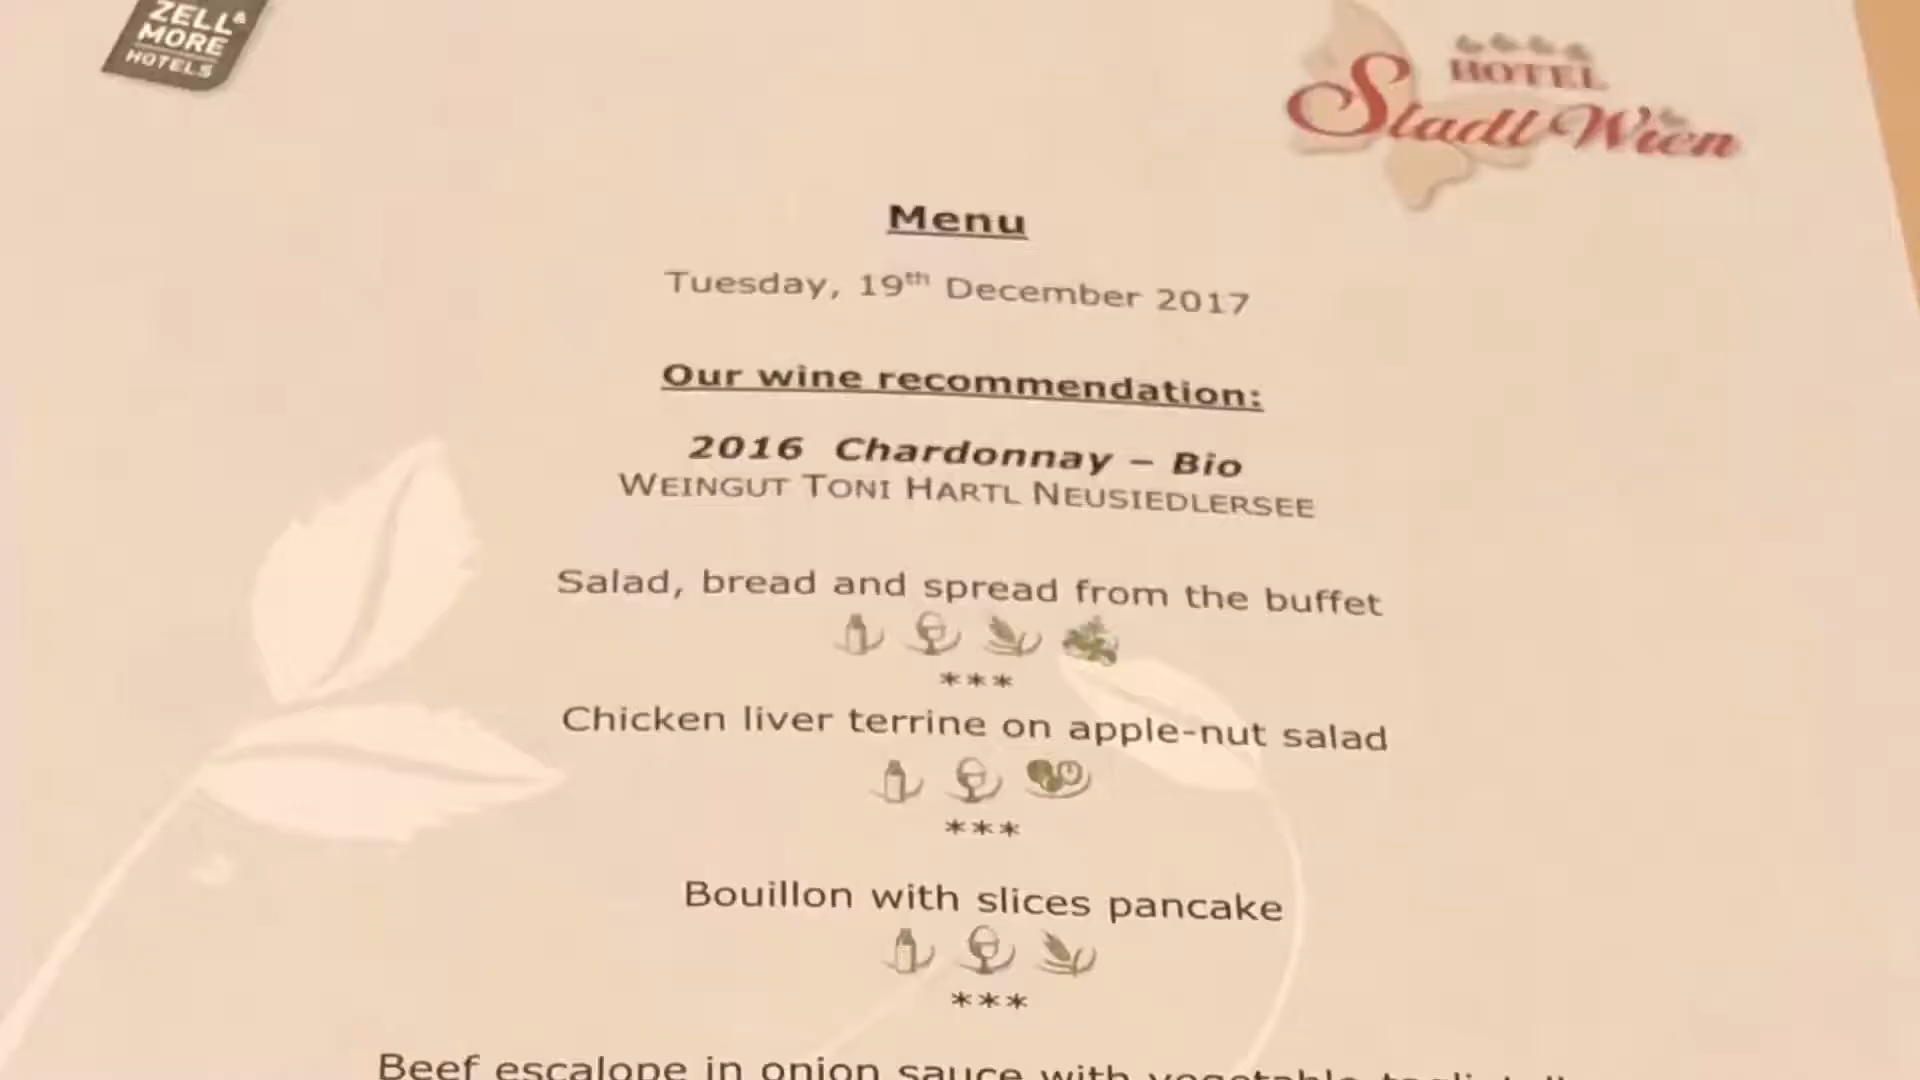 ZELL &
MORE
HOTELS
HOTEL
Stadt Wien
Menu
Tuesday, 19th December 2017
Our wine recommendation:
2016 Chardonnay – Bio
WEINGUT TONI HARTL NEUSIEDLERSEE
Salad, bread and spread from the buffet
***
Chicken liver terrine on apple-nut salad
***
Bouillon with slices pancake
***
Beef escalope in onion sauce with vegetable